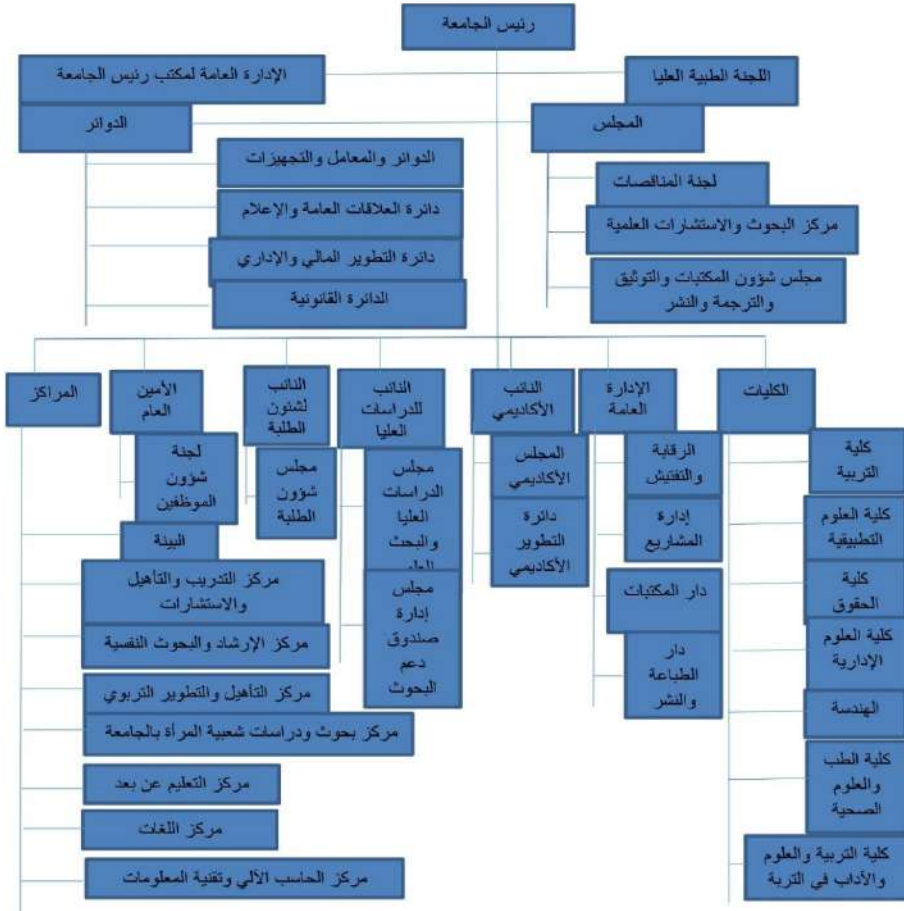 رئيس الجامعة
اللجنة الطبية العليا
الإدارة العامة لمكتب رئيس الجامعة
المجلس
الدوائر
لجنة المناقصات
مركز البحوث والاستشارات العلمية
مجلس شؤون المكتبات والتوثيق
والترجمة والنشر
الدوائر والمعامل والتجهيزات
دائرة العلاقات العامة والإعلام
دائرة التطوير المالي والإداري
الدائرة القانونية
الكليات
كلية
التربية
كلية العلوم
التطبيقية
كلية
الحقوق
كلية العلوم
الإدارية
الهندسة
كلية الطب
والعلوم
الصحية
كلية التربية والعلوم
والآداب في التربة
الإدارة
العامة
الرقابة
والتفتيش
إدارة
المشاريع
دار المكتبات
دار
الطباعة
والنشر
النائب
الأكاديمي
المجلس
الأكاديمي
دائرة
التطوير
الأكاديمي
النائب
للدراسات
العليا
مجلس
الدراسات
العليا
والبحث
مجلس
إدارة
صندوق
دعم
البحوث
النائب
لشئون
الطلبة
مجلس
شؤون
الطلبة
الأمين
العام
لجنة
شؤون
الموظفين
المراكز
البيئة
مركز التدريب والتأهيل
والاستشارات
مركز الإرشاد والبحوث النفسية
مركز التأهيل والتطوير التربوي
مركز بحوث ودراسات شعبية المرأة بالجامعة
مركز التعليم عن بعد
مركز اللغات
مركز الحاسب الآلي وتقنية المعلومات